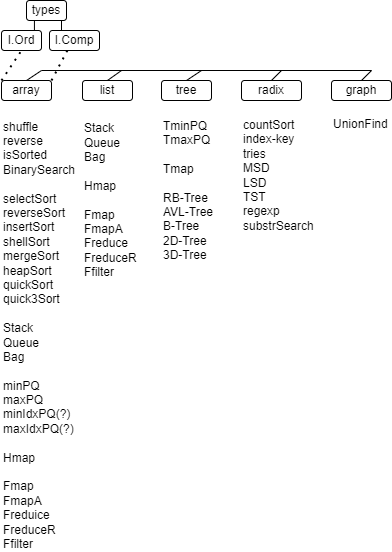 types
I.Ord
I.Comp
array
list
tree
radix
graph
shuffle
reverse
isSorted
BinarySearch
selectSort
reverseSort
insertSort
shellSort
mergeSort
heapSort
quickSort
quick3Sort
Stack
Queue
Bag
minPQ
maxPQ
minIdxPQ(?)
maxIdxPQ(?)
Hmap
Fmap
FmapA
Freduice
FreduceR
Ffilter
Stack
Queue
Bag
Hmap
Fmap
FmapA
Freduce
FreduceR
Ffilter
TminPQ
TmaxPQ
Tmap
RB-Tree
AVL-Tree
B-Tree
2D-Tree
3D-Tree
countSort
index-key
tries
MSD
LSD
TST
regexp
substrSearch
UnionFind